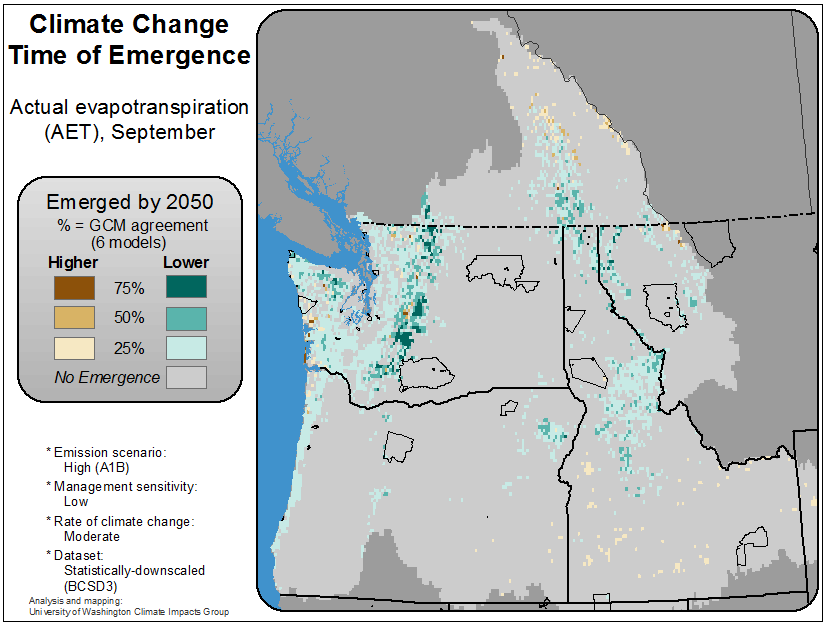 Climate Change
Time of Emergence
Actual evapotranspiration
(AET), September
Emerged by 2050
% = GCM agreement
(6 models)
Higher Lower
75%
50%
25%
No Emergence
* Emission scenario:
High (A1B)
* Management sensitivity:
Low
* Rate of climate change:
Moderate
* Dataset:
Statistically-downscaled
(BCSD3)
Analysis and mapping:
University of Washington Climate Impacts Group